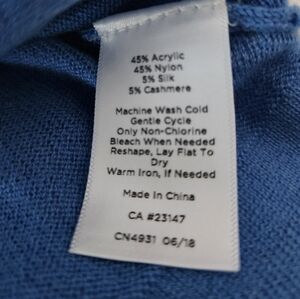 45% Acrylic
45% Nylon
5% Silk
5% Cashmere
Machine Wash Cold
Gentle Cycle
Only Non-Chlorine
Bleach When Needed
Reshape, Lay Flat To
Dry
Warm Iron, If Needed
Made In China
CA #23147
CN4931 06/18